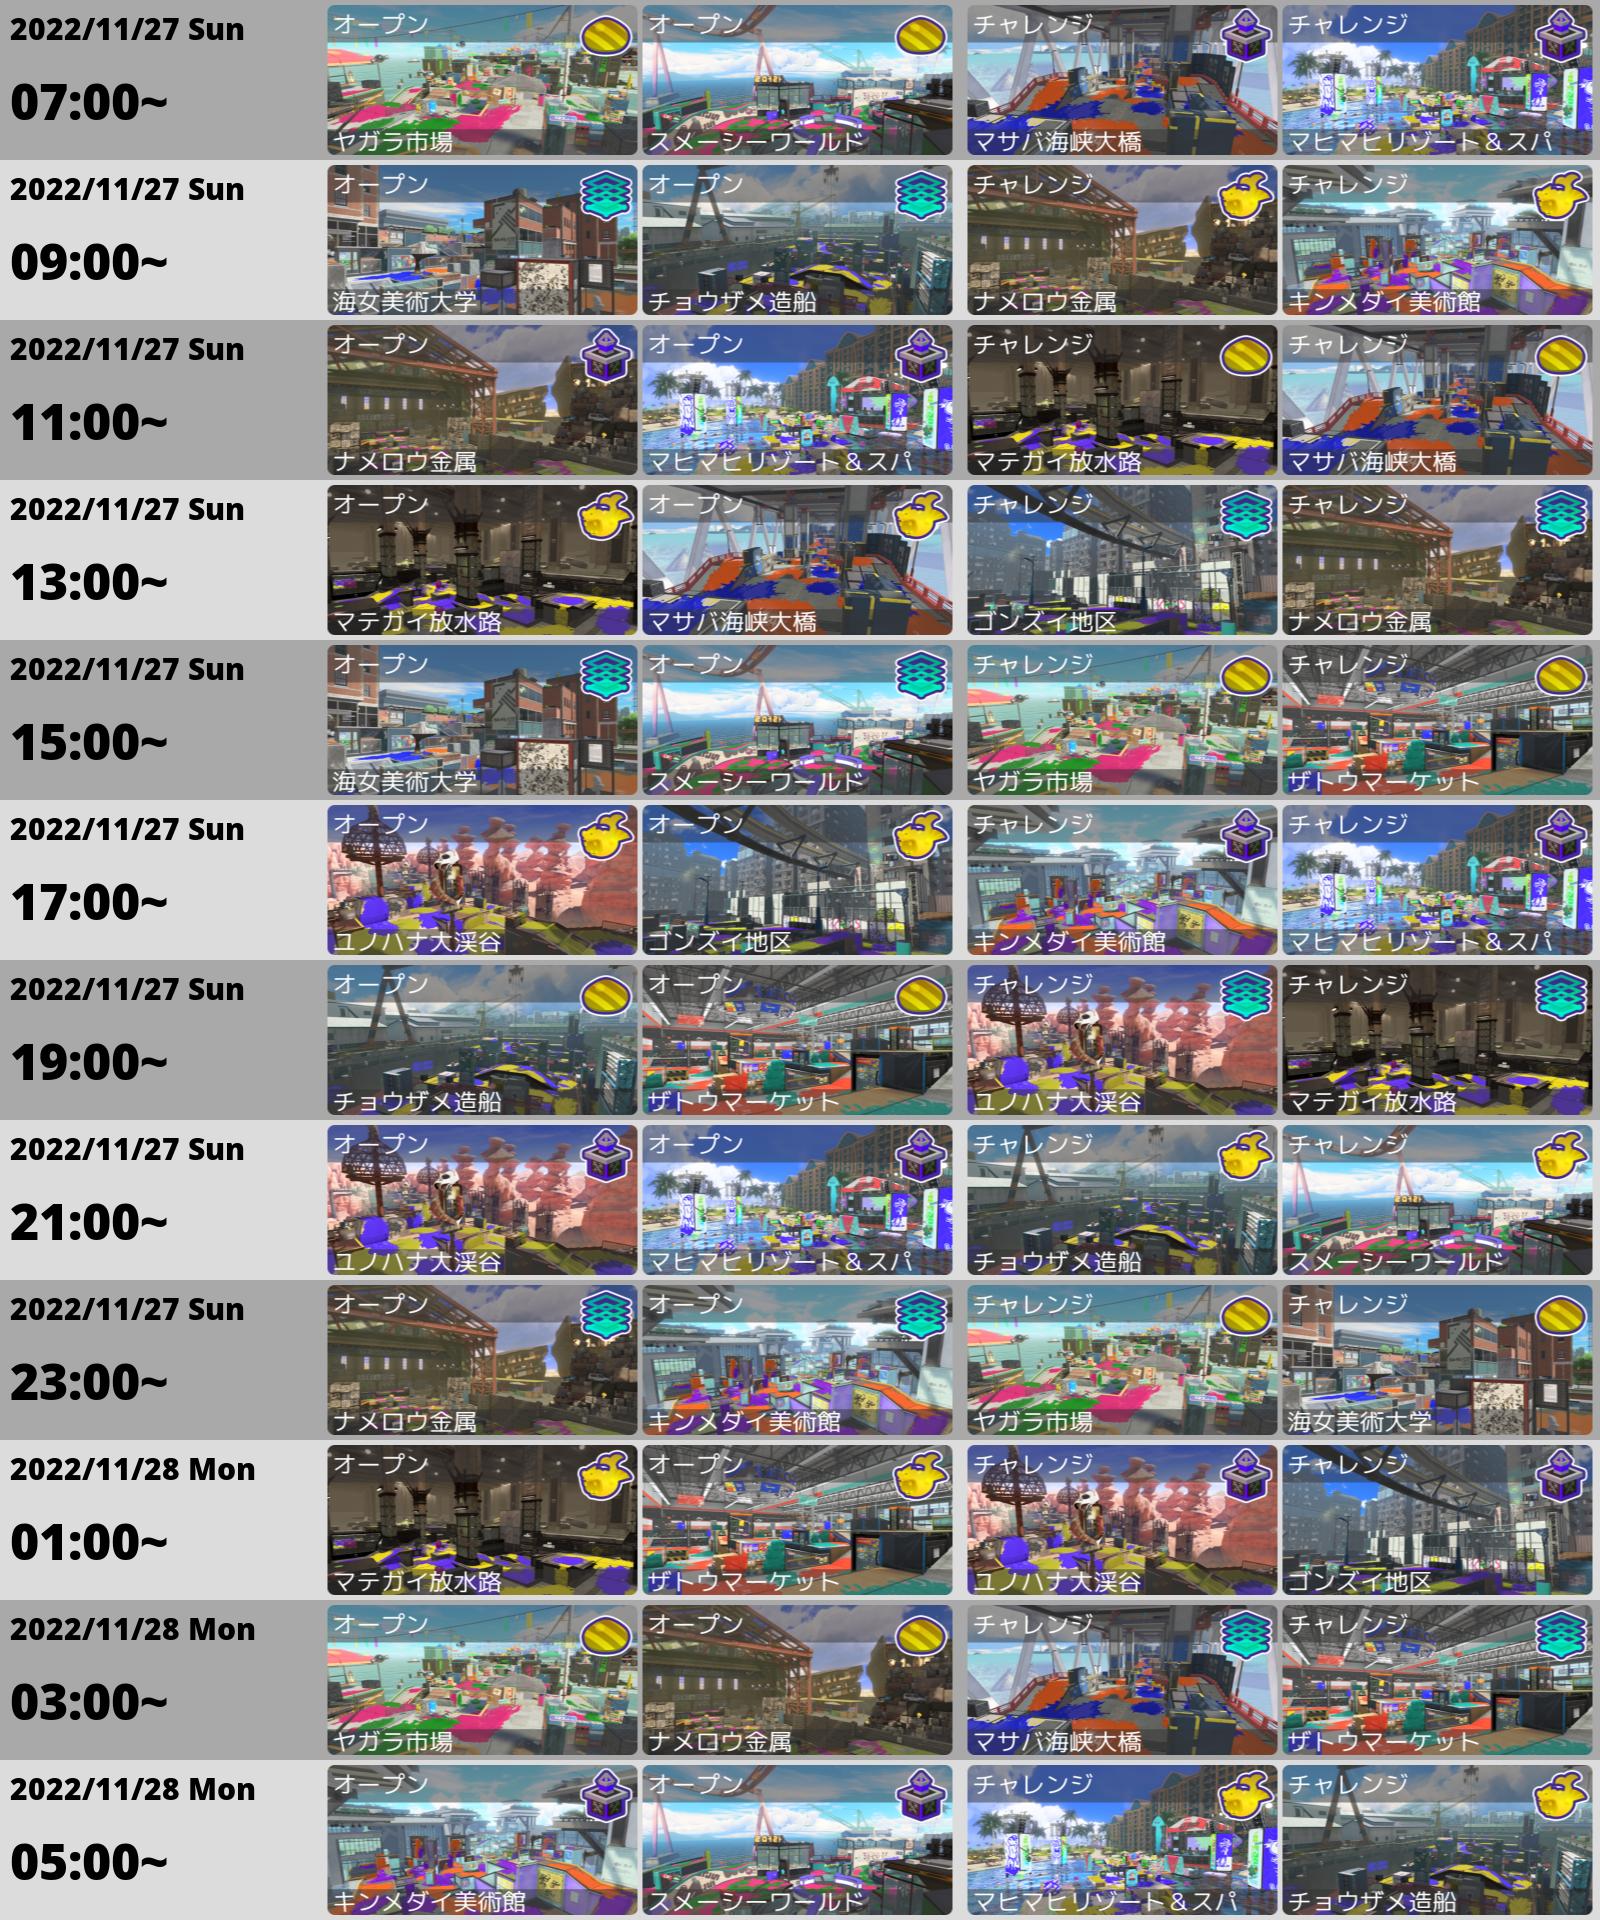 2022/11/27 Sun
07:00~
オープン
ヤガラ市場
オープン
スメーシーワールド
チャレンジ
マサバ海峡大橋
チャレンジ
マヒマヒリゾート＆スパ
2022/11/27 Sun
09:00~
オープン
海女美術大学
オープン
チョウザメ造船
チャレンジ
ナメロウ金属
チャレンジ
キンメダイ美術館
2022/11/27 Sun
11:00~
オープン
ナメロウ金属
オープン
マヒマヒリゾート＆スパ
チャレンジ
マテガイ放水路
チャレンジ
マサバ海峡大橋
2022/11/27 Sun
13:00~
オープン
マテガイ放水路
オープン
マサバ海峡大橋
チャレンジ
ゴンズイ地区
チャレンジ
ナメロウ金属
2022/11/27 Sun
15:00~
オープン
海女美術大学
オープン
スメーシーワールド
チャレンジ
ヤガラ市場
チャレンジ
ザトウマーケット
2022/11/27 Sun
17:00~
オープン
ユノハナ大渓谷
オープン
ゴンズイ地区
チャレンジ
キンメダイ美術館
チャレンジ
マヒマヒリゾート＆スパ
2022/11/27 Sun
19:00~
オープン
チョウザメ造船
オープン
ザトウマーケット
チャレンジ
ユノハナ大渓谷
チャレンジ
マテガイ放水路
2022/11/27 Sun
21:00~
オープン
ユノハナ大渓谷
オープン
マヒマヒリゾート＆スパ
チャレンジ
チョウザメ造船
チャレンジ
スメーシーワールド
2022/11/27 Sun
23:00~
オープン
ナメロウ金属
オープン
キンメダイ美術館
チャレンジ
ヤガラ市場
チャレンジ
海女美術大学
2022/11/28 Mon
01:00~
オープン
マテガイ放水路
オープン
ザトウマーケット
チャレンジ
ユノハナ大渓谷
チャレンジ
ゴンズイ地区
2022/11/28 Mon
03:00~
オープン
ヤガラ市場
オープン
ナメロウ金属
チャレンジ
マサバ海峡大橋
チャレンジ
ザトウマーケット
2022/11/28 Mon
05:00~
オープン
キンメダイ美術館
オープン
スメーシーワールド
チャレンジ
マヒマヒリゾート＆スパ
チャレンジ
チョウザメ造船